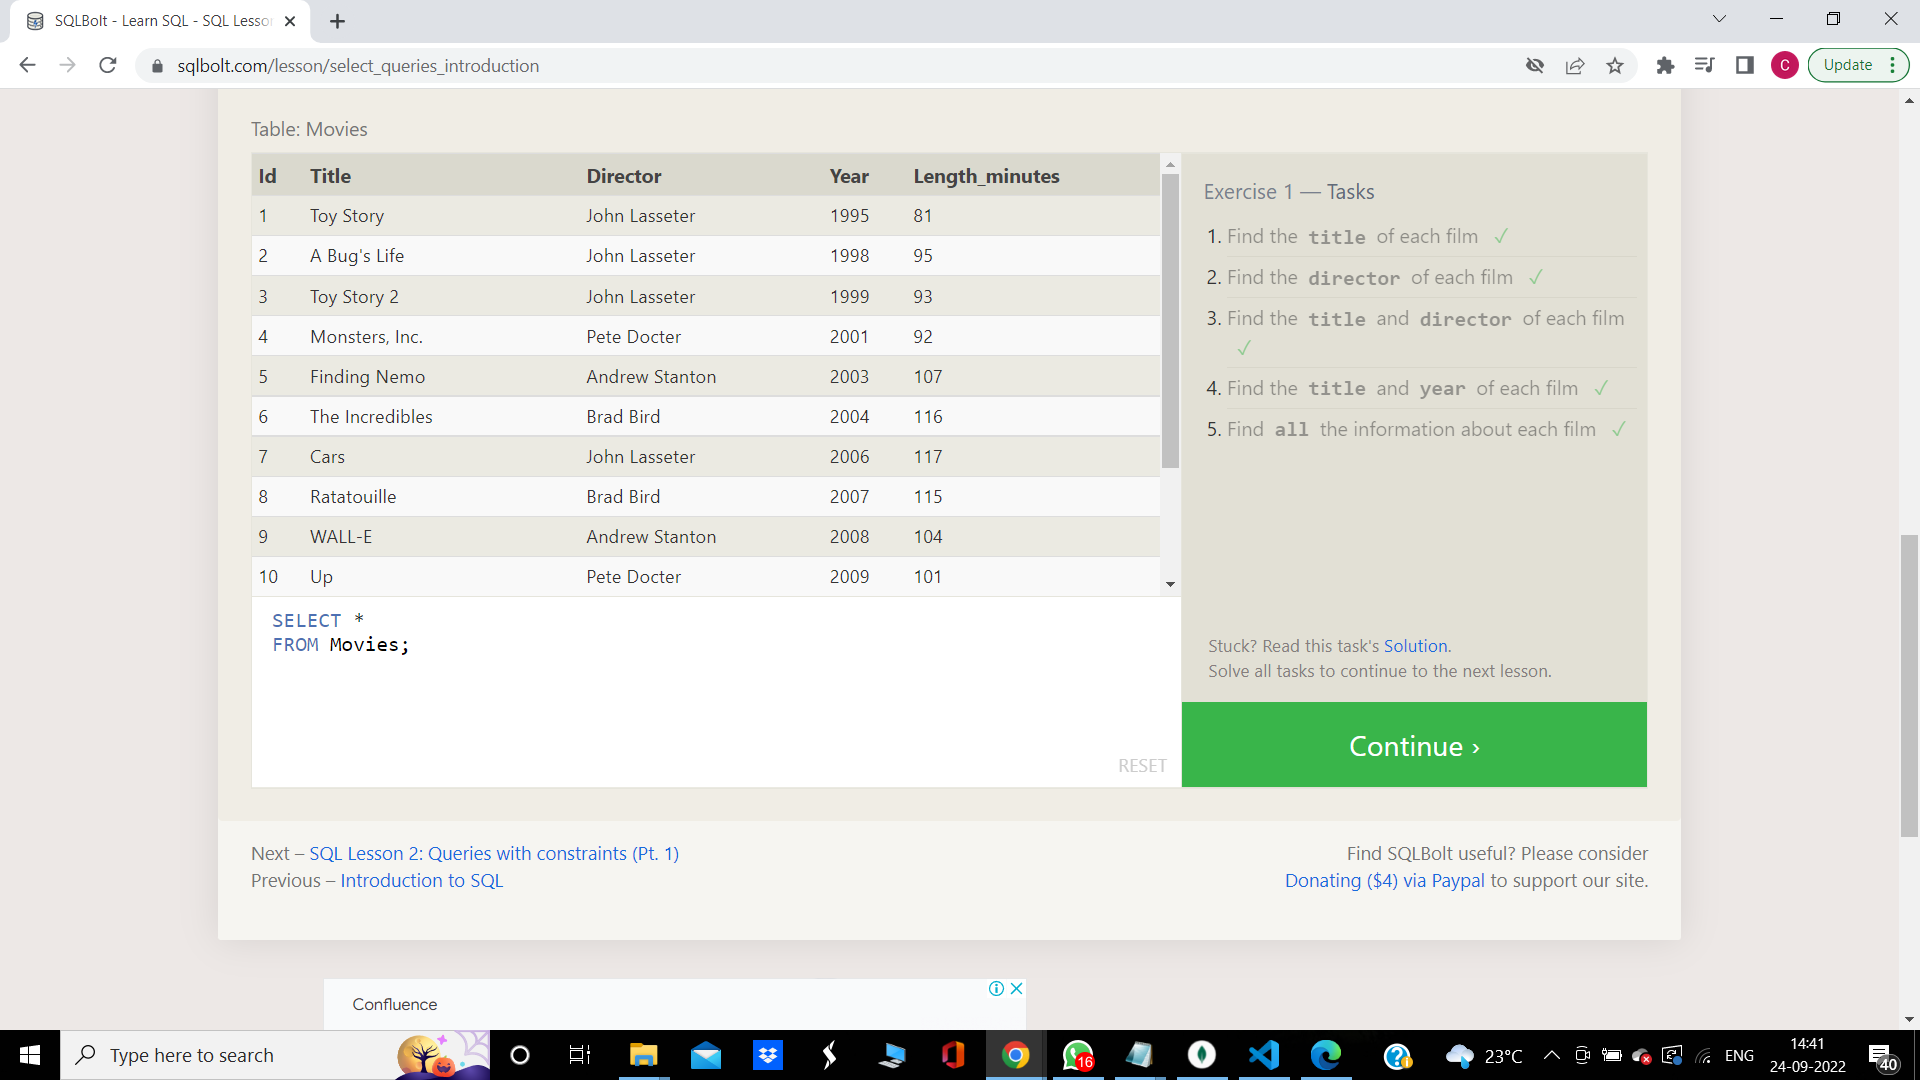 SQLBolt - Learn SQL - SQL Lesso
sqlbolt.com/lesson/select_queries_introduction
C
Update
Table: Movies
Id Title Director Year Length_minutes
1 Toy Story John Lasseter 1995 81
2 A Bug's Life John Lasseter 1998 95
3 Toy Story 2 John Lasseter 1999 93
4 Monsters, Inc. Pete Docter 2001 92
5 Finding Nemo Andrew Stanton 2003 107
6 The Incredibles Brad Bird 2004 116
7 Cars John Lasseter 2006 117
8 Ratatouille Brad Bird 2007 115
9 WALL-E Andrew Stanton 2008 104
10 Up Pete Docter 2009 101
SELECT *
FROM Movies;
RESET
Exercise 1 — Tasks
1. Find the title of each film ✓
2. Find the director of each film ✓
3. Find the title and director of each film
✓
4. Find the title and year of each film ✓
5. Find all the information about each film ✓
Stuck? Read this task's Solution.
Solve all tasks to continue to the next lesson.
Continue ›
Next – SQL Lesson 2: Queries with constraints (Pt. 1)
Previous – Introduction to SQL
Find SQLBolt useful? Please consider
Donating ($4) via Paypal to support our site.
Confluence
Type here to search
16
23°C
ENG
14:41
24-09-2022
40